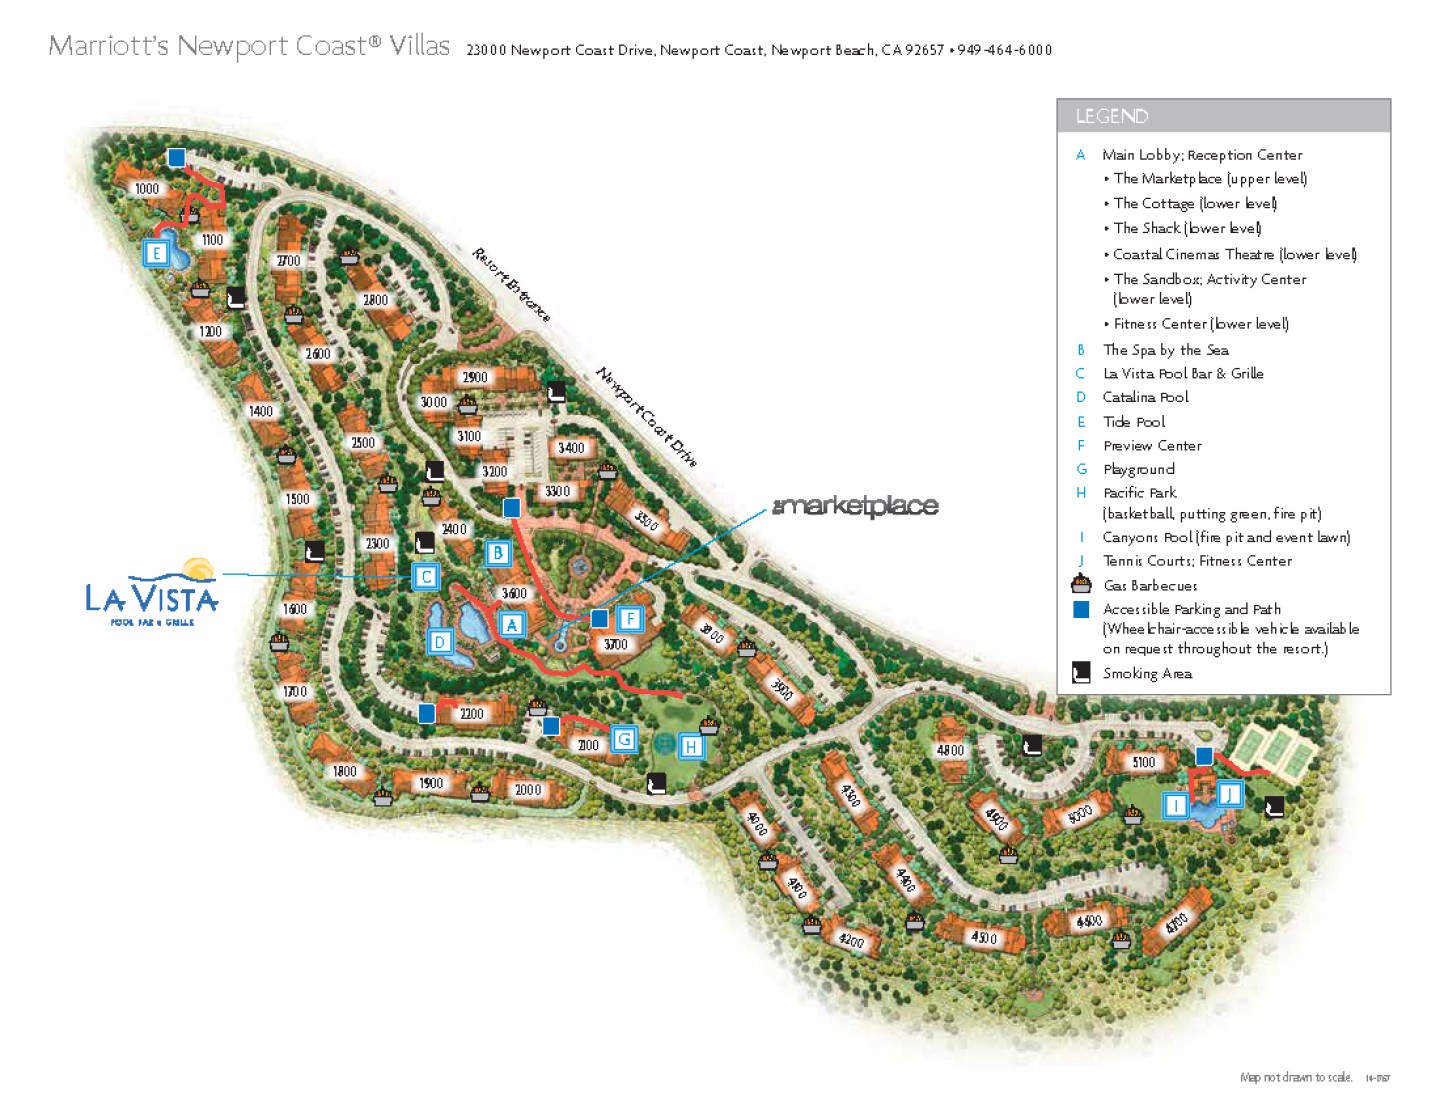 Marriott's Newport Coast® Villas 23000 Newport Coast Drive, Newport Coast, Newport Beach, CA 92657 • 949-464-6000
LEGEND
A Main Lobby; Reception Center
• The Marketplace (upper level)
• The Cottage (lower level)
• The Shack (lower level)
• Coastal Cinemas Theatre (lower level)
• The Sandbox; Activity Center
(lower level)
• Fitness Center (lower level)
B The Spa by the Sea
C La Vista Pool Bar & Grille
D Catalina Pool
E Tide Pool
F Preview Center
G Playground
H Pacific Park
(basketball, putting green, fire pit)
I Canyons Pool (fire pit and event lawn)
J Tennis Courts; Fitness Center
Gas Barbecues
Accessible Parking and Path
(Wheelchair-accessible vehicle available
on request throughout the resort.)
Smoking Area
Resort Entrance
Newport Coast Drive
the marketplace
LA VISTA
POOL BAR & GRILLE
1000
E
1100
2700
2800
1200
2600
2900
3000
1400
2500
3100
3400
3200
3300
1500
3500
2400
2300
B
C
3600
1600
A
F
D
3700
3800
3900
1700
2200
2100
G
H
1800
1900
2000
4800
5100
4300
I
J
4000
4900
5000
4100
4400
4200
4500
4600
4700
Map not drawn to scale.